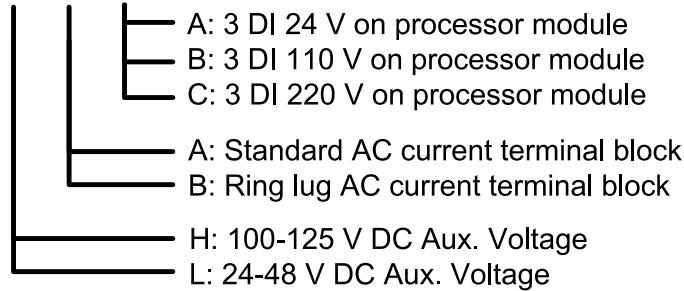 A: 3 DI 24 V on processor module
B: 3 DI 110 V on processor module
C: 3 DI 220 V on processor module
A: Standard AC current terminal block
B: Ring lug AC current terminal block
H: 100-125 V DC Aux. Voltage
L: 24-48 V DC Aux. Voltage